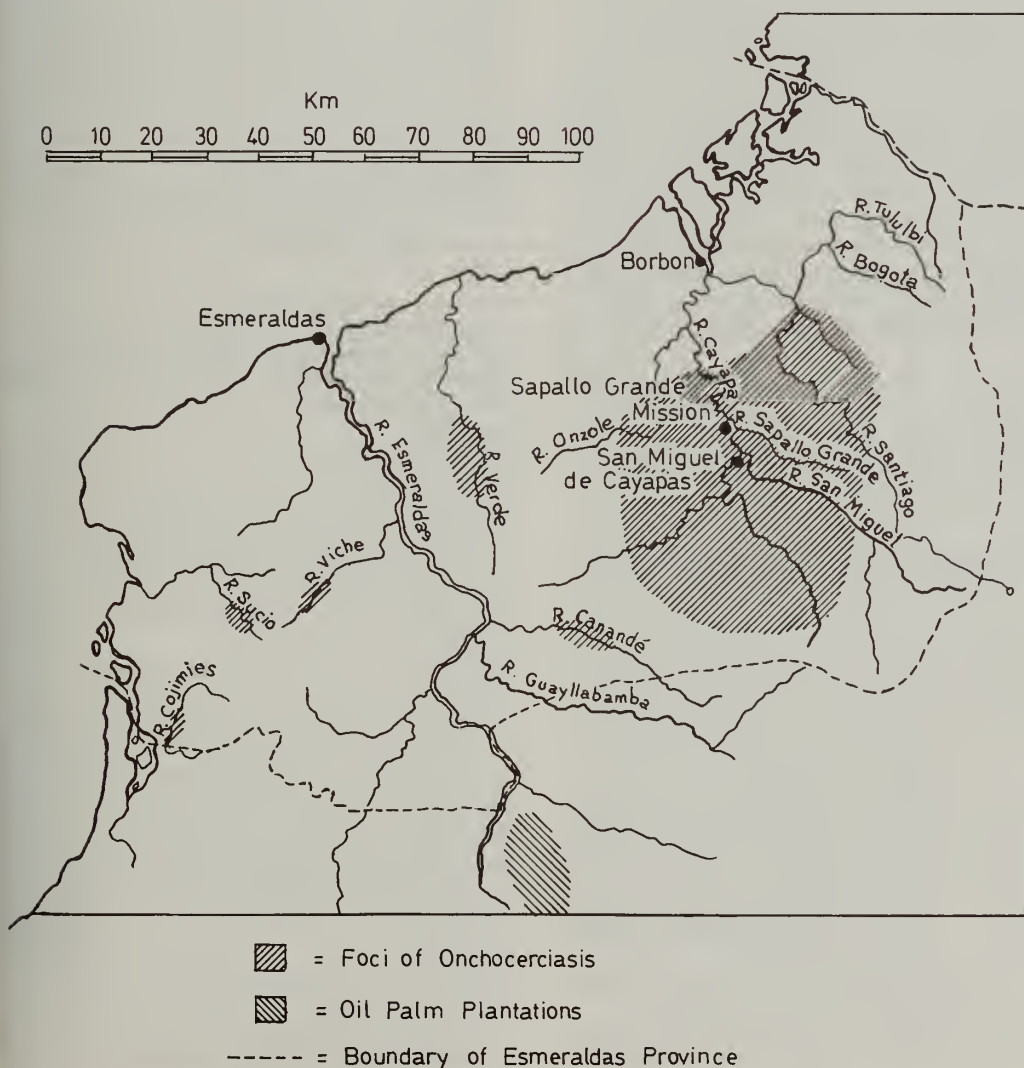 Km
0 10 20 30 40 50 60 70 80 90 100
R. Tululbi
R. Bogota
Borbon
Esmeraldas
R. Cayapa
Sapallo Grande
Mission
R. Sapallo Grande
R. Santiago
R. Onzole
San Miguel
de Cayapas
R. San Miguel
R. Esmeraldas
R. Verde
R. Viche
R. Sucio
R. Canandé
R. Guayllabamba
R. Cojimies
= Foci of Onchocerciasis
= Oil Palm Plantations
= Boundary of Esmeraldas Province